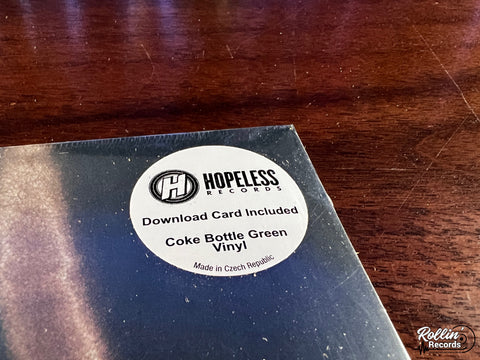 H HOPELESS
RECORDS
Download Card Included
Coke Bottle Green
Vinyl
Made in Czech Republic
Rollin'
Records